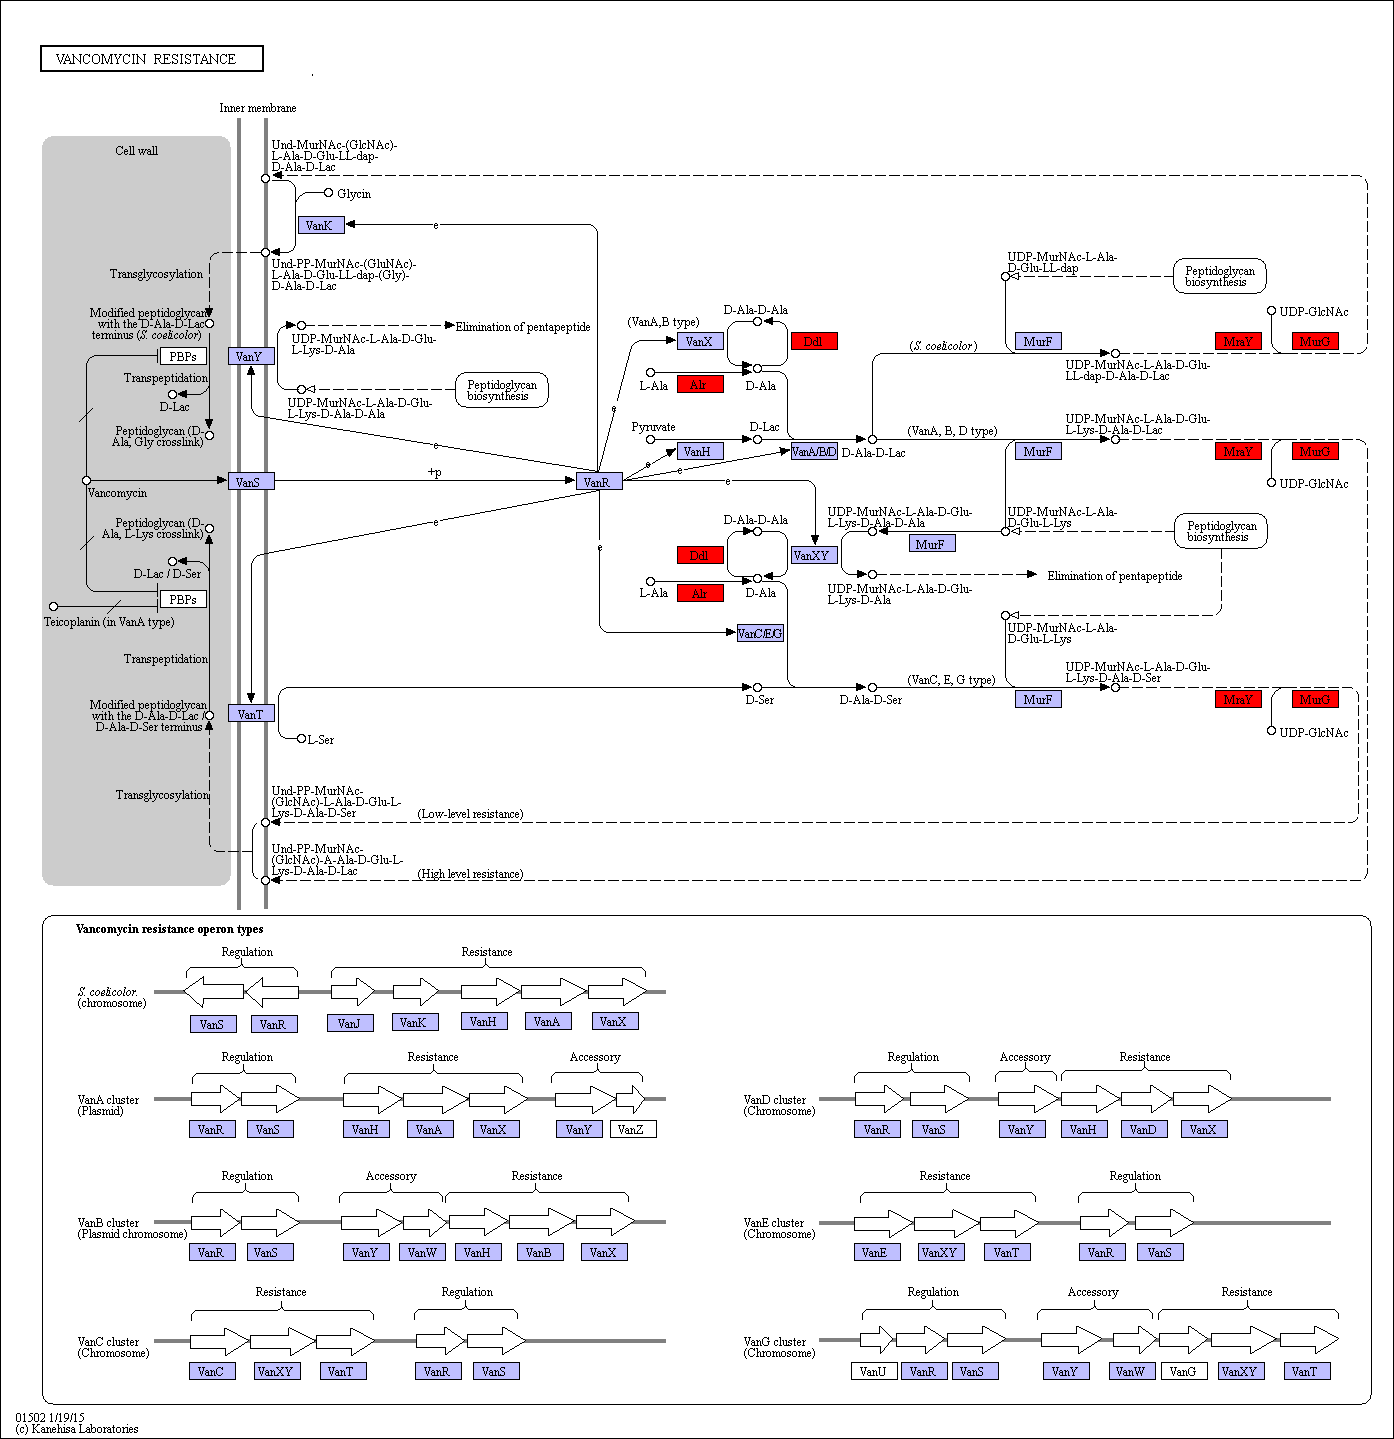 VANCOMYCIN RESISTANCE
Inner membrane
Cell wall
Und-MurNAc-(GlcNAc)-
L-Ala-D-Glu-LL-dap-
D-Ala-D-Lac
Glycin
VanK
e
Und-PP-MurNAc-(GluNAc)-
L-Ala-D-Glu-LL-dap-(Gly)-
D-Ala-D-Lac
Transglycosylation
Modified peptidoglycan
with the D-Ala-D-Lac
terminus (S. coelicolor)
PBPs
VanY
Transpeptidation
D-Lac
Peptidoglycan (D-
Ala, Gly crosslink)
UDP-MurNAc-L-Ala-D-Glu-
L-Lys-D-Ala
Elimination of pentapeptide
UDP-MurNAc-L-Ala-D-Glu-
L-Lys-D-Ala-D-Ala
Peptidoglycan
biosynthesis
e
Vancomycin
VanS
+p
VanR
Peptidoglycan (D-
Ala, L-Lys crosslink)
D-Lac / D-Ser
PBPs
Teicoplanin (in VanA type)
Transpeptidation
Modified peptidoglycan
with the D-Ala-D-Lac /
D-Ala-D-Ser terminus
VanT
L-Ser
e
Transglycosylation
(VanA,B type)
VanX
D-Ala-D-Ala
Ddl
L-Ala
Alr
D-Ala
e
Pyruvate
VanH
D-Lac
VanA/B/D
D-Ala-D-Lac
e
e
e
e
D-Ala-D-Ala
Ddl
VanXY
L-Ala
Alr
D-Ala
VanC/E/G
D-Ser
D-Ala-D-Ser
UDP-MurNAc-L-Ala-
D-Glu-LL-dap
Peptidoglycan
biosynthesis
(S. coelicolor)
MurF
UDP-MurNAc-L-Ala-D-Glu-
LL-dap-D-Ala-D-Lac
UDP-GlcNAc
MraY
MurG
(VanA, B, D type)
UDP-MurNAc-L-Ala-D-Glu-
L-Lys-D-Ala-D-Lac
MurF
MraY
MurG
UDP-GlcNAc
UDP-MurNAc-L-Ala-D-Glu-
L-Lys-D-Ala-D-Ala
MurF
UDP-MurNAc-L-Ala-
D-Glu-L-Lys
Peptidoglycan
biosynthesis
Elimination of pentapeptide
UDP-MurNAc-L-Ala-D-Glu-
L-Lys-D-Ala
UDP-MurNAc-L-Ala-
D-Glu-L-Lys
(VanC, E, G type)
MurF
UDP-MurNAc-L-Ala-D-Glu-
L-Lys-D-Ala-D-Ser
MraY
MurG
UDP-GlcNAc
Und-PP-MurNAc-
(GlcNAc)-L-Ala-D-Glu-L-
Lys-D-Ala-D-Ser
(Low-level resistance)
Und-PP-MurNAc-
(GlcNAc)-A-Ala-D-Glu-L-
Lys-D-Ala-D-Lac
(High level resistance)
Vancomycin resistance operon types
Regulation Resistance
S. coelicolor.
(chromosome)
VanS VanR VanJ VanK VanH VanA VanX
Regulation Resistance Accessory
VanA cluster
(Plasmid)
VanR VanS VanH VanA VanX VanY VanZ
Regulation Accessory Resistance
VanD cluster
(Chromosome)
VanR VanS VanY VanH VanD VanX
Regulation Accessory Resistance
VanB cluster
(Plasmid chromosome)
VanR VanS VanY VanW VanH VanB VanX
Resistance Regulation
VanE cluster
(Chromosome)
VanE VanXY VanT VanR VanS
Resistance Regulation
VanC cluster
(Chromosome)
VanC VanXY VanT VanR VanS
Regulation Accessory Resistance
VanG cluster
(Chromosome)
VanU VanR VanS VanY VanW VanG VanXY VanT
01502 1/19/15
(c) Kanehisa Laboratories